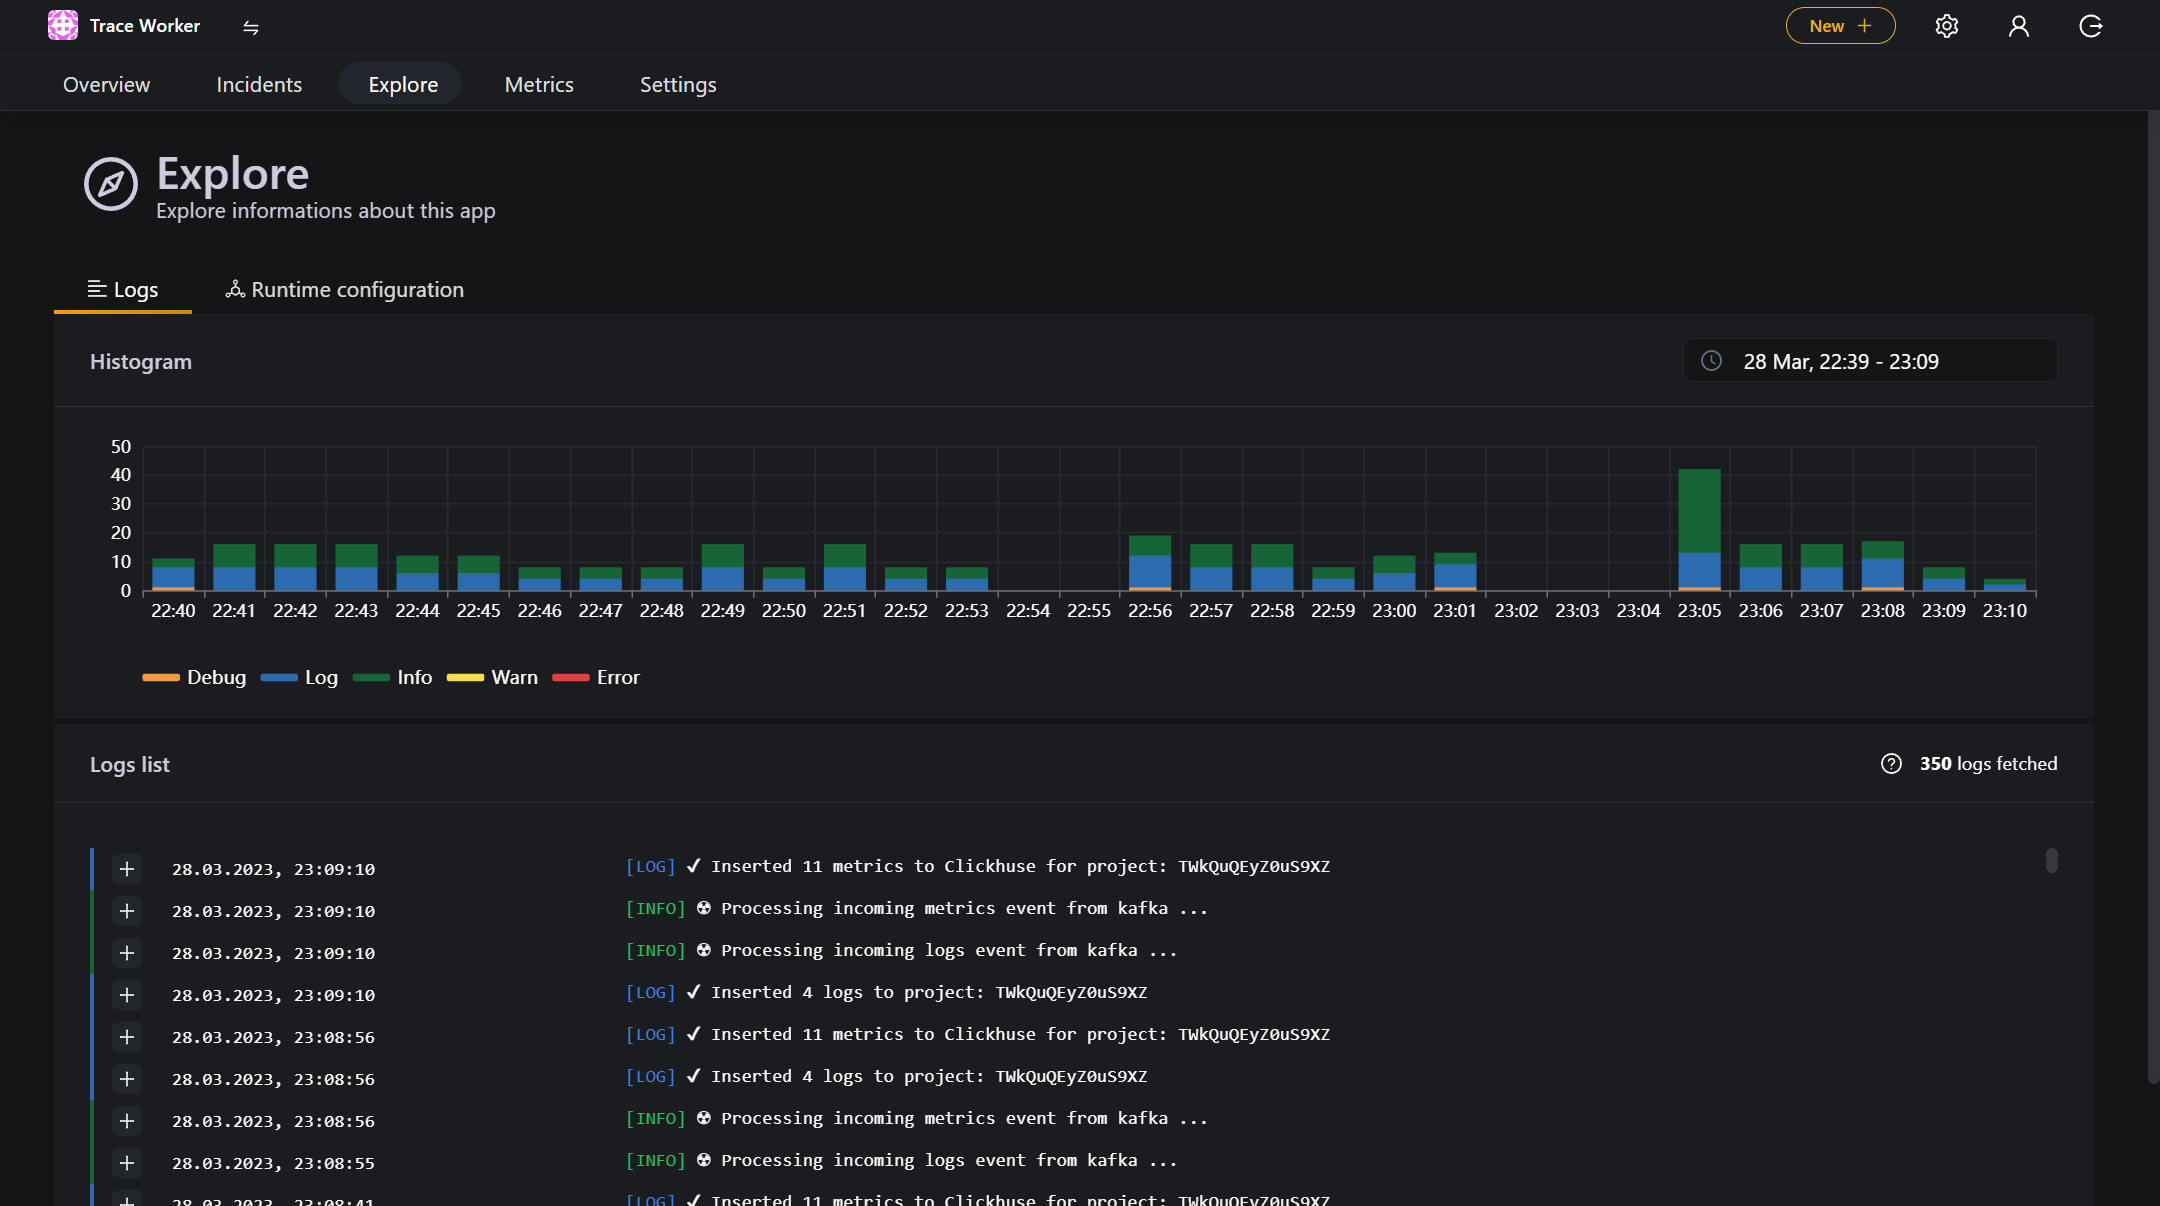 Trace Worker
New
Overview Incidents Explore Metrics Settings
Explore
Explore informations about this app
Logs Runtime configuration
Histogram
28 Mar, 22:39 - 23:09
50
40
30
20
10
0
22:40 22:41 22:42 22:43 22:44 22:45 22:46 22:47 22:48 22:49 22:50 22:51 22:52 22:53 22:54 22:55 22:56 22:57 22:58 22:59 23:00 23:01 23:02 23:03 23:04 23:05 23:06 23:07 23:08 23:09 23:10
Debug Log Info Warn Error
Logs list
350 logs fetched
28.03.2023, 23:09:10 [LOG] ✓ Inserted 11 metrics to Clickhuse for project: TWkQuQEyZ0uS9XZ
28.03.2023, 23:09:10 [INFO] ☢ Processing incoming metrics event from kafka ...
28.03.2023, 23:09:10 [INFO] ☢ Processing incoming logs event from kafka ...
28.03.2023, 23:09:10 [LOG] ✓ Inserted 4 logs to project: TWkQuQEyZ0uS9XZ
28.03.2023, 23:08:56 [LOG] ✓ Inserted 11 metrics to Clickhuse for project: TWkQuQEyZ0uS9XZ
28.03.2023, 23:08:56 [LOG] ✓ Inserted 4 logs to project: TWkQuQEyZ0uS9XZ
28.03.2023, 23:08:56 [INFO] ☢ Processing incoming metrics event from kafka ...
28.03.2023, 23:08:55 [INFO] ☢ Processing incoming logs event from kafka ...
28.03.2023, 23:08:41 [LOG] ✓ Inserted 11 metrics to Clickhuse for project: TWkQuQEyZ0uS9XZ